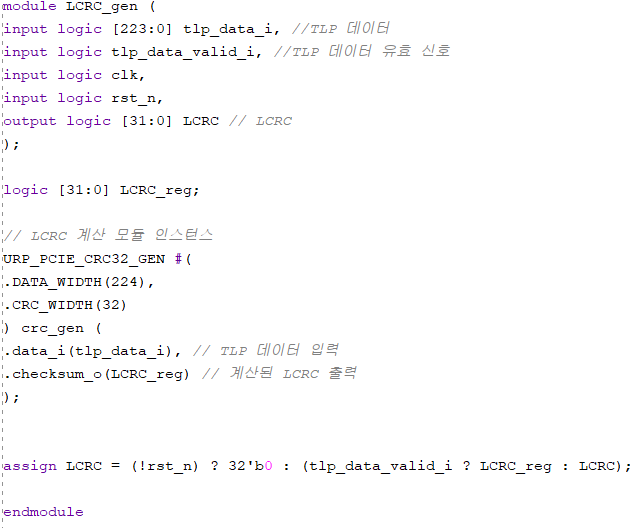 module LCRC_gen (
input logic [223:0] tlp_data_i, //TLP 데이터
input logic tlp_data_valid_i, //TLP 데이터 유효 신호
input logic clk,
input logic rst_n,
output logic [31:0] LCRC // LCRC
);
logic [31:0] LCRC_reg;
// LCRC 계산 모듈 인스턴스
URP_PCIE_CRC32_GEN #(
.DATA_WIDTH(224),
.CRC_WIDTH(32)
) crc_gen (
.data_i(tlp_data_i), // TLP 데이터 입력
.checksum_o(LCRC_reg) // 계산된 LCRC 출력
);
assign LCRC = (!rst_n) ? 32'b0 : (tlp_data_valid_i ? LCRC_reg : LCRC);
endmodule